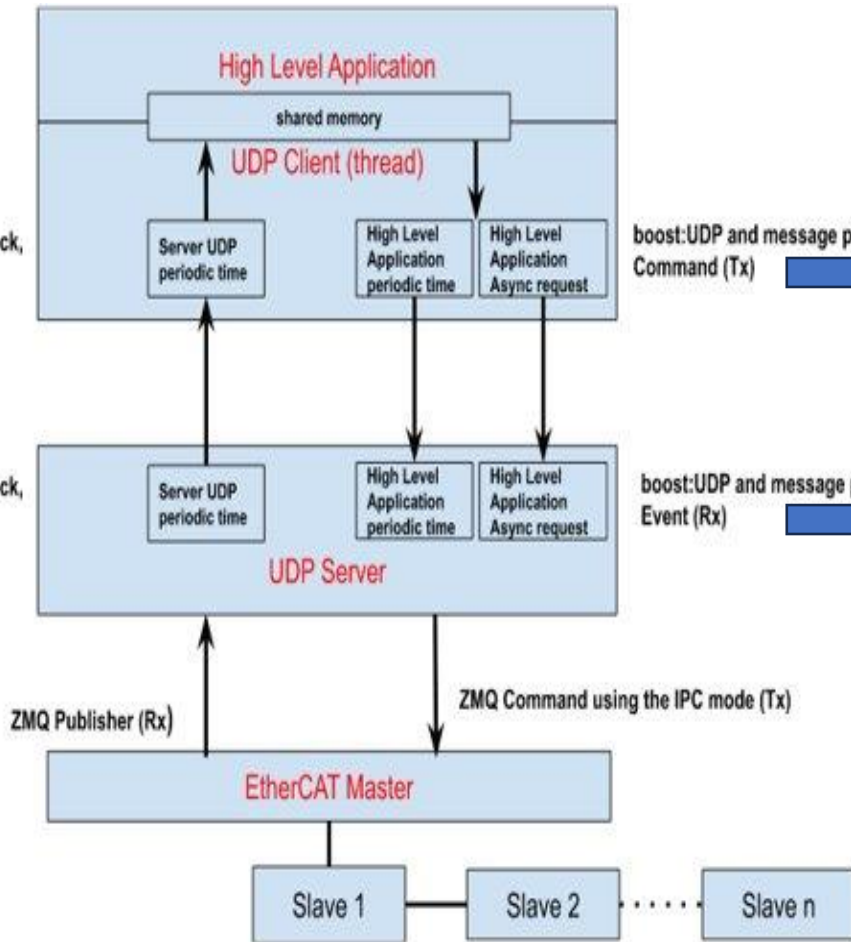 High Level Application
shared memory
UDP Client (thread)
ck,
Server UDP
periodic time
High Level
Application
periodic time
High Level
Application
Async request
boost:UDP and message p
Command (Tx)
ck,
Server UDP
periodic time
High Level
Application
periodic time
High Level
Application
Async request
boost:UDP and message p
Event (Rx)
UDP Server
ZMQ Publisher (Rx)
ZMQ Command using the IPC mode (Tx)
EtherCAT Master
Slave 1
Slave 2
Slave n